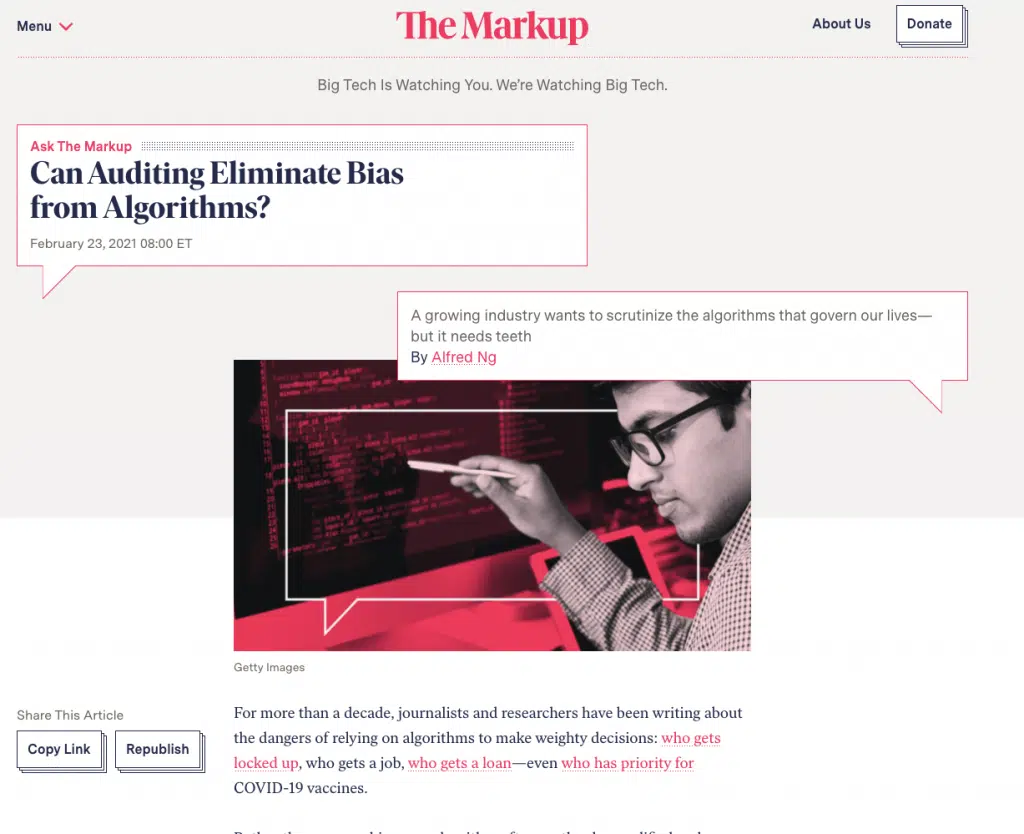 Menu
The Markup
About Us
Donate
Big Tech Is Watching You. We’re Watching Big Tech.
Ask The Markup
Can Auditing Eliminate Bias
from Algorithms?
February 23, 2021 08:00 ET
A growing industry wants to scrutinize the algorithms that govern our lives—
but it needs teeth
By Alfred Ng
Getty Images
Share This Article
Copy Link
Republish
For more than a decade, journalists and researchers have been writing about
the dangers of relying on algorithms to make weighty decisions: who gets
locked up, who gets a job, who gets a loan—even who has priority for
COVID-19 vaccines.